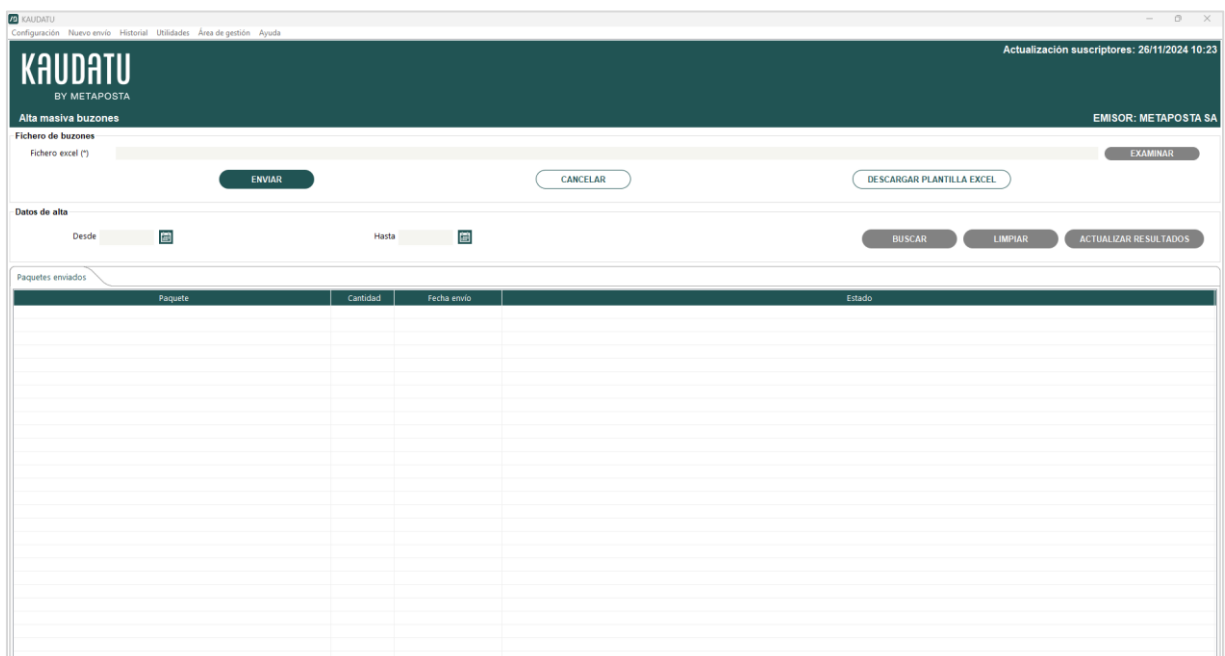 KAUDATU
Configuración Nuevo envío Historial Utilidades Área de gestión Ayuda
Actualización suscriptores: 26/11/2024 10:23
KAUDATU
BY METAPOSTA
Alta masiva buzones
EMISOR: METAPOSTA SA
Fichero de buzones
Fichero excel (*)
EXAMINAR
ENVIAR CANCELAR DESCARGAR PLANTILLA EXCEL
Datos de alta
Desde Hasta BUSCAR LIMPIAR ACTUALIZAR RESULTADOS
Paquetes enviados
Paquete Cantidad Fecha envío Estado